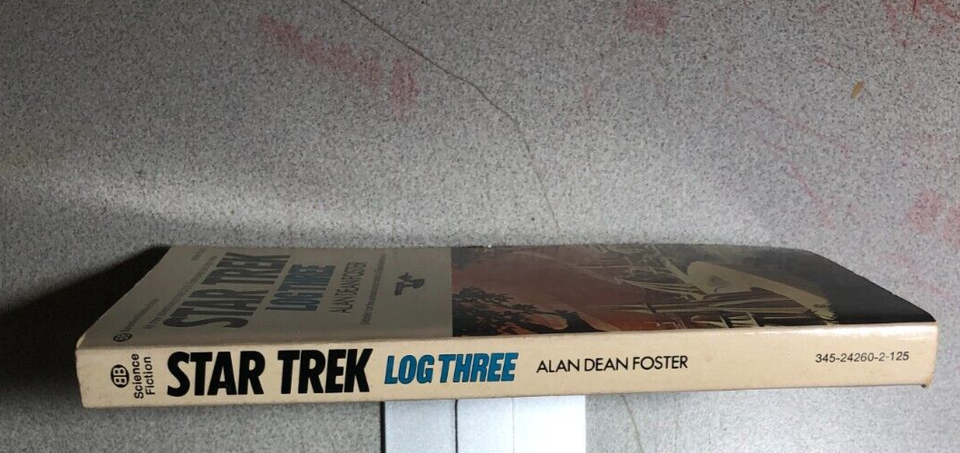 STAR TREK
LOG THREE
ALAN DEAN FOSTER
BB
Science
Fiction
STAR TREK LOG THREE ALAN DEAN FOSTER 345-24260-2-125